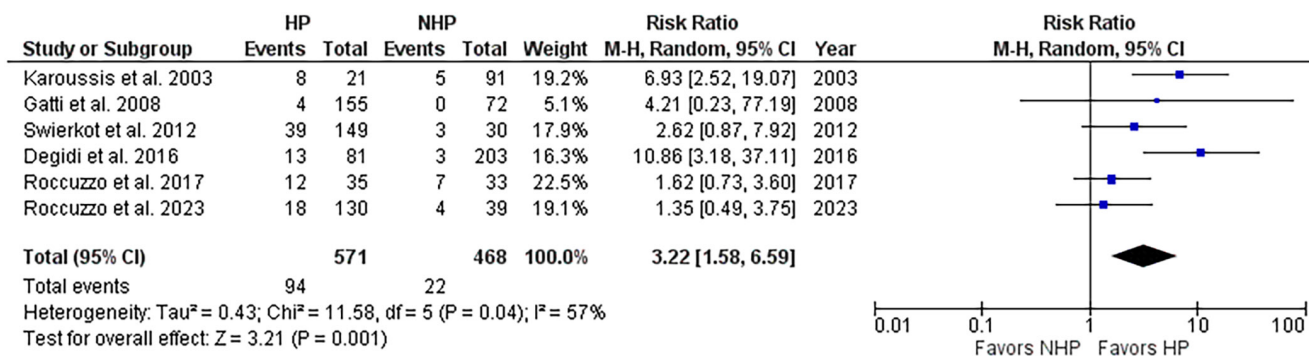 HP NHP Risk Ratio Risk Ratio
Study or Subgroup Events Total Events Total Weight M-H, Random, 95% CI Year M-H, Random, 95% CI
Karoussis et al. 2003 8 21 5 91 19.2% 6.93 [2.52, 19.07] 2003
Gatti et al. 2008 4 155 0 72 5.1% 4.21 [0.23, 77.19] 2008
Swierkot et al. 2012 39 149 3 30 17.9% 2.62 [0.87, 7.92] 2012
Degidi et al. 2016 13 81 3 203 16.3% 10.86 [3.18, 37.11] 2016
Roccuzzo et al. 2017 12 35 7 33 22.5% 1.62 [0.73, 3.60] 2017
Roccuzzo et al. 2023 18 130 4 39 19.1% 1.35 [0.49, 3.75] 2023
Total (95% CI) 571 468 100.0% 3.22 [1.58, 6.59]
Total events 94 22
Heterogeneity: Tau² = 0.43; Chi² = 11.58, df = 5 (P = 0.04); I² = 57%
Test for overall effect: Z = 3.21 (P = 0.001)
0.01 0.1 1 10 100
Favors NHP Favors HP